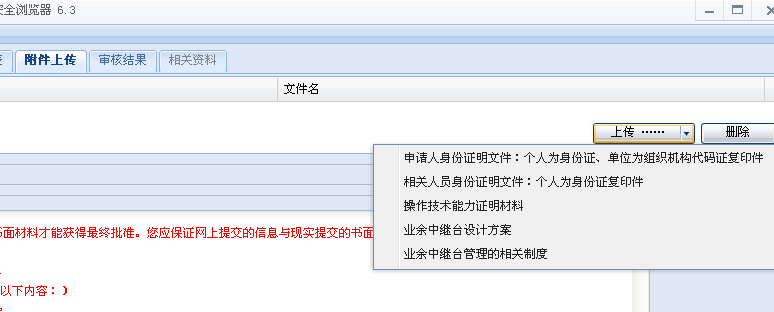 安全浏览器 6.3
附件上传 审核结果 相关资料
文件名
上传 …… 删除
申请人身份证明文件：个人为身份证、单位为组织机构代码证复印件
相关人员身份证明文件：个人为身份证复印件
操作技术能力证明材料
业余中继台设计方案
业余中继台管理的相关制度
书面材料才能获得最终批准。您应保证网上提交的信息与现实提交的书面
以下内容：）